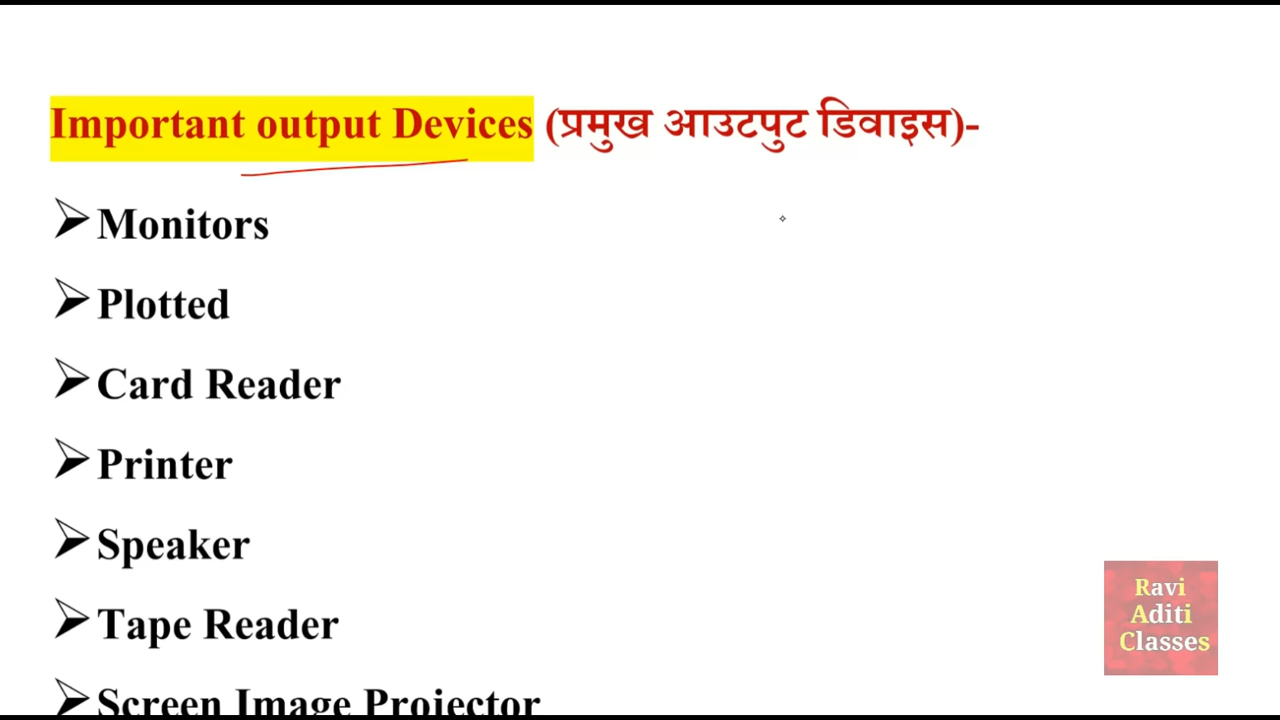 Important output Devices (प्रमुख आउटपुट डिवाइस)-
Monitors
Plotted
Card Reader
Printer
Speaker
Tape Reader
Screen Image Projector
Ravi
Aditi
Classes